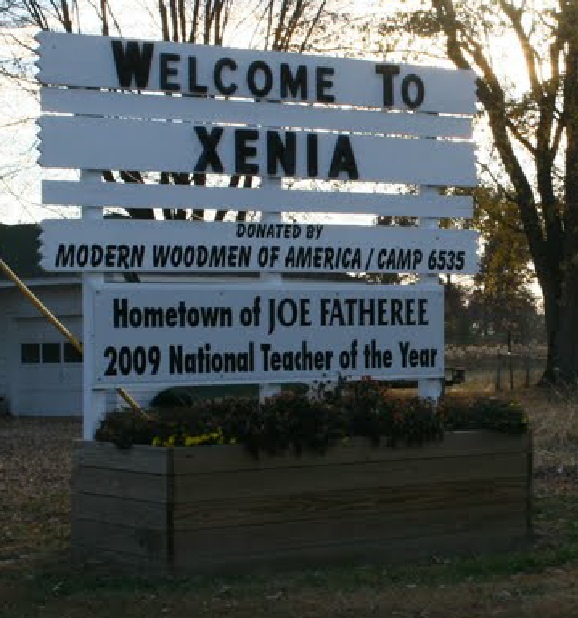 WELCOME TO
XENIA
DONATED BY
MODERN WOODMEN OF AMERICA / CAMP 6535
Hometown of JOE FATHEREE
2009 National Teacher of the Year